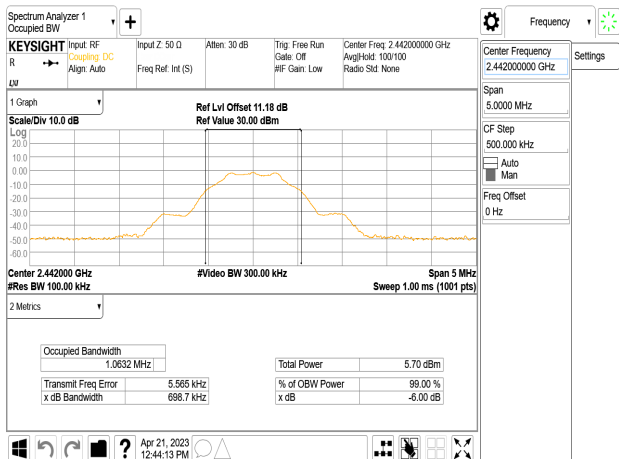 Spectrum Analyzer 1
Occupied BW
Frequency
KEYSIGHT
R
LXI
Input: RF
Coupling: DC
Align: Auto
Input Z: 50 Ω
Freq Ref: Int (S)
Atten: 30 dB
Trig: Free Run
Gate: Off
#IF Gain: Low
Center Freq: 2.442000000 GHz
Avg|Hold: 100/100
Radio Std: None
Center Frequency
2.442000000 GHz
Settings
Span
5.0000 MHz
CF Step
500.000 kHz
Auto
Man
Freq Offset
0 Hz
1 Graph
Scale/Div 10.0 dB
Ref Lvl Offset 11.18 dB
Ref Value 30.00 dBm
Log
20.0
10.0
0.00
-10.0
-20.0
-30.0
-40.0
-50.0
-60.0
Center 2.442000 GHz
#Video BW 300.00 kHz
Span 5 MHz
#Res BW 100.00 kHz
Sweep 1.00 ms (1001 pts)
2 Metrics
Occupied Bandwidth
1.0632 MHz
Total Power 5.70 dBm
Transmit Freq Error 5.565 kHz
% of OBW Power 99.00 %
x dB Bandwidth 698.7 kHz
x dB -6.00 dB
?
Apr 21, 2023
12:44:13 PM